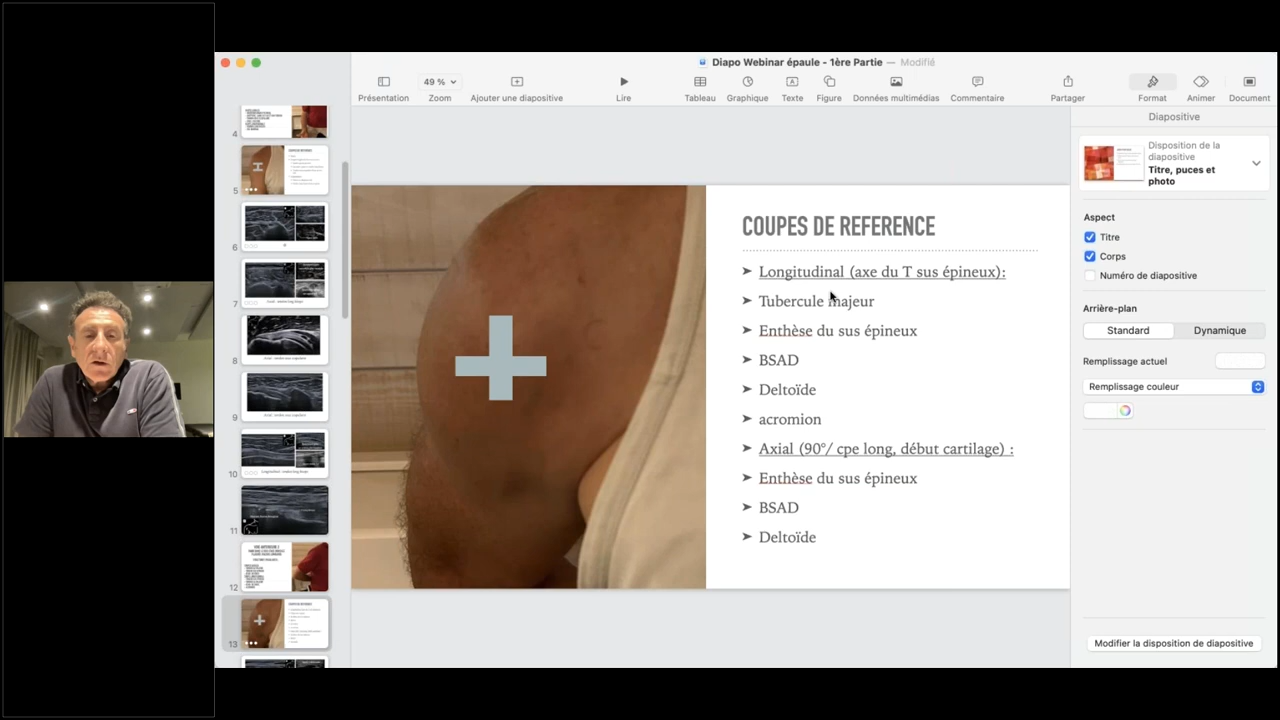 Diapo Webinar épaule - 1ère Partie — Modifié
49 %
Présentation
Zoom
Ajouter une diapositive
Lire
Tableau
Graphique
Texte
Figure
Données multimédias
Commentaire
Partager
Format
Animer
Document
4
5
6
7
8
9
10
11
12
13
COUPES DE REFERENCE
➤ Longitudinal (axe du T sus épineux):
➤ Tubercule majeur
➤ Enthèse du sus épineux
➤ BSAD
➤ Deltoïde
➤ acromion
➤ Axial (90°/ cpe long, début cartilage) :
➤ Enthèse du sus épineux
➤ BSAD
➤ Deltoïde
Diapositive
Disposition de la
diapositive
Titre, puces et
photo
Aspect
Titre
Corps
Numéro de diapositive
Arrière-plan
Standard
Dynamique
Remplissage actuel
Remplissage couleur
Modifier la disposition de diapositive